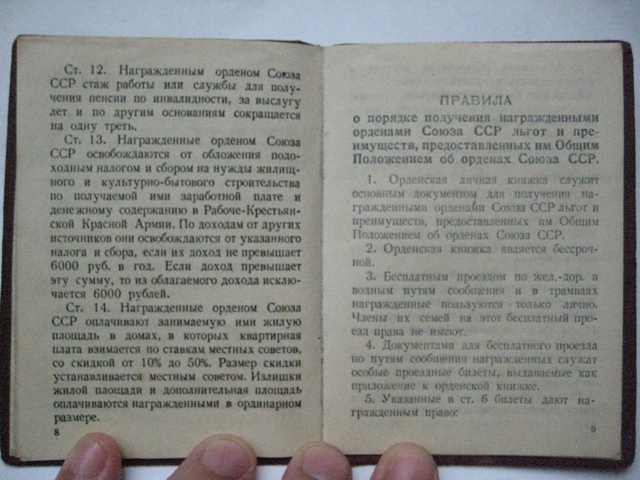 Ст. 12. Награжденным орденом Союза
ССР стаж работы или службы для полу-
чения пенсии по инвалидности, за выслугу
лет и по другим основаниям сокращается
на одну треть.
Ст. 13. Награжденные орденом Союза
ССР освобождаются от обложения подо-
ходным налогом и сбором на нужды жилищ-
ного и культурно-бытового строительства
по получаемой ими заработной плате и
денежному содержанию в Рабоче-Крестьян-
ской Красной Армии. По доходам от других
источников они освобождаются от указанного
налога и сбора, если их доход не превышает
6000 руб. в год. Если доход превышает
эту сумму, то из облагаемого дохода исклю-
чается 6000 рублей.
Ст. 14. Награжденные орденом Союза
ССР оплачивают занимаемую ими жилую
площадь в домах, в которых квартирная
плата взимается по ставкам местных советов,
со скидкой от 10% до 50%. Размер скидки
устанавливается местным советом. Излишки
жилой площади и дополнительная площадь
оплачиваются награжденными в ординарном
размере.
8
ПРАВИЛА
о порядке получения награжденными
орденами Союза ССР льгот и пре-
имуществ, предоставленных им Общим
Положением об орденах Союза ССР.
1. Орденская личная книжка служит
основным документом для получения на-
гражденными орденами Союза ССР льгот и
преимуществ, предоставленных им Общим
Положением об орденах Союза ССР.
2. Орденская книжка является бессроч-
ной.
3. Бесплатным проездом по жел.-дор. и
водным путям сообщения и в трамваях
награжденные пользуются только лично.
Члены их семей на этот бесплатный про-
езд права не имеют.
4. Документами для бесплатного проезда
по путям сообщения награжденных служат
особые проездные билеты, выдаваемые как
приложение к орденской книжке.
5. Указанные в ст. 6 билеты дают на-
гражденным право:
9